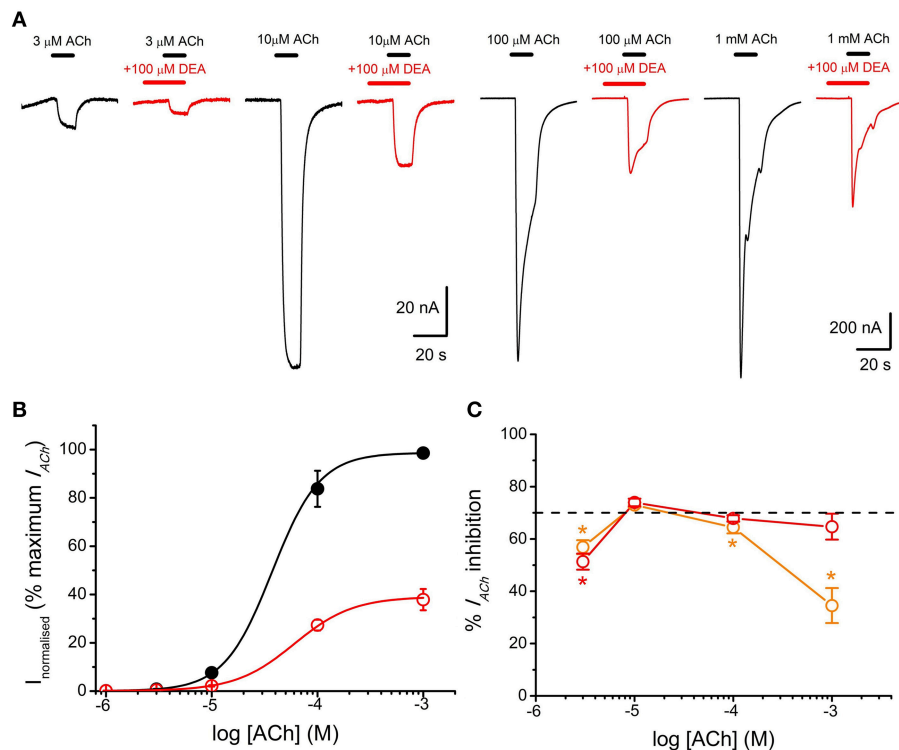 A
3 μM ACh 3 μM ACh 10μM ACh 10μM ACh 100 μM ACh 100 μM ACh 1 mM ACh 1 mM ACh
+100 μM DEA +100 μM DEA +100 μM DEA +100 μM DEA
20 nA
20 s
200 nA
20 s
B
I normalised (% maximum I ACh)
100
80
60
40
20
0
-6 -5 -4 -3
log [ACh] (M)
C
% I ACh inhibition
100
80
60
40
20
0
* * * *
-6 -5 -4 -3
log [ACh] (M)